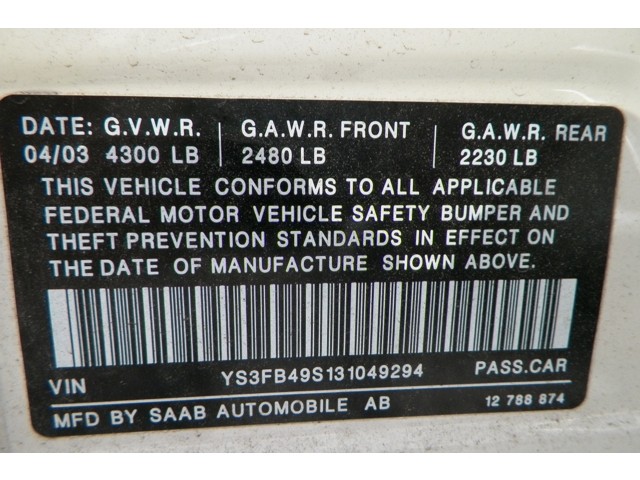 DATE: G.V.W.R. G.A.W.R. FRONT G.A.W.R. REAR
04/03 4300 LB 2480 LB 2230 LB
THIS VEHICLE CONFORMS TO ALL APPLICABLE
FEDERAL MOTOR VEHICLE SAFETY BUMPER AND
THEFT PREVENTION STANDARDS IN EFFECT ON
THE DATE OF MANUFACTURE SHOWN ABOVE.
VIN YS3FB49S131049294 PASS.CAR
MFD BY SAAB AUTOMOBILE AB 12 788 874